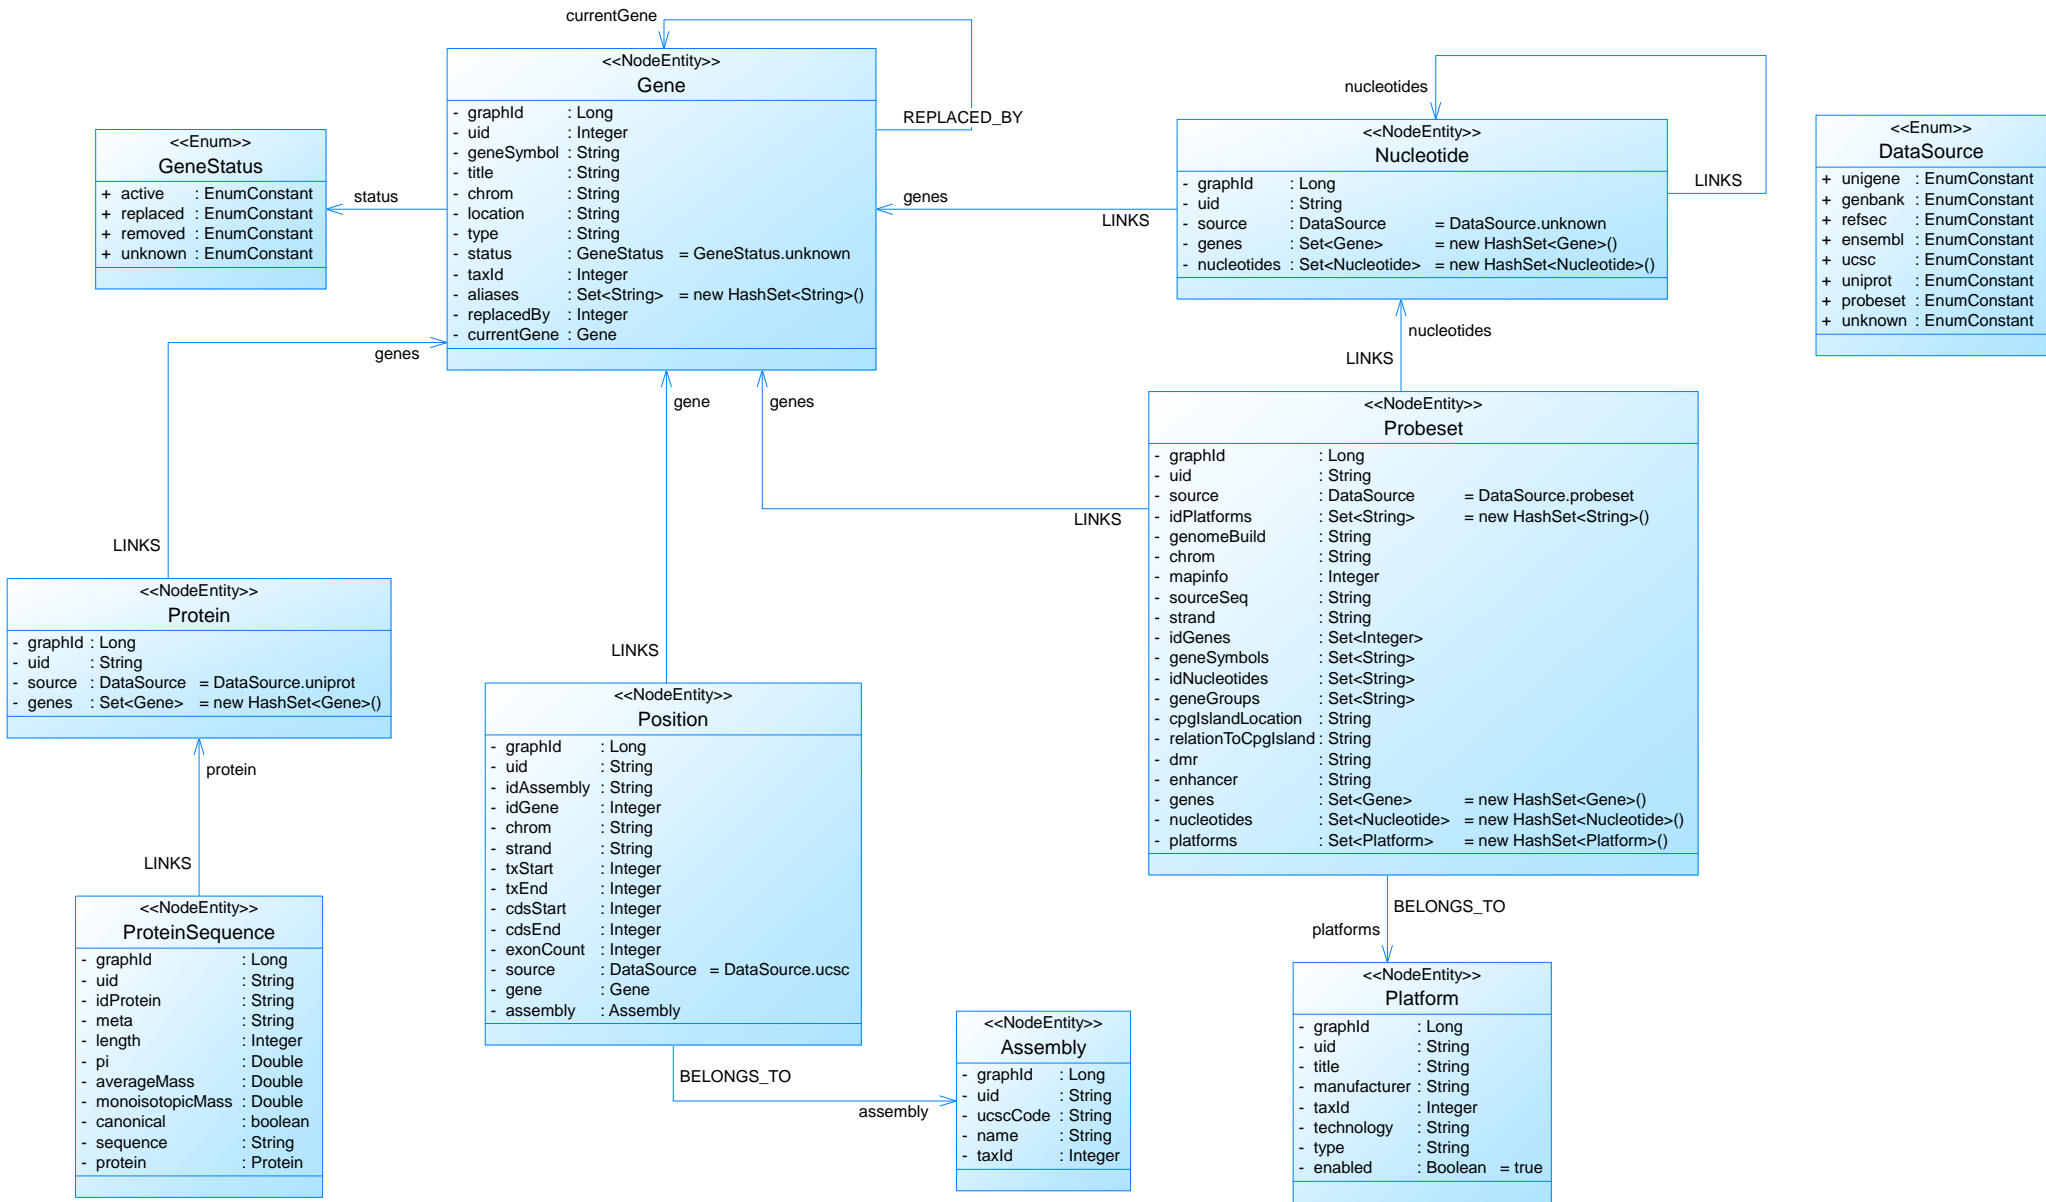 currentGene
<<NodeEntity>>
Gene
- graphId : Long
- uid : Integer
- geneSymbol : String
- title : String
- chrom : String
- location : String
- type : String
- status : GeneStatus = GeneStatus.unknown
- taxId : Integer
- aliases : Set<String> = new HashSet<String>()
- replacedBy : Integer
- currentGene : Gene
REPLACED_BY
<<Enum>>
GeneStatus
+ active : EnumConstant
+ replaced : EnumConstant
+ removed : EnumConstant
+ unknown : EnumConstant
status
genes
LINKS
nucleotides
<<NodeEntity>>
Nucleotide
- graphId : Long
- uid : String
- source : DataSource = DataSource.unknown
- genes : Set<Gene> = new HashSet<Gene>()
- nucleotides : Set<Nucleotide> = new HashSet<Nucleotide>()
LINKS
<<Enum>>
DataSource
+ unigene : EnumConstant
+ genbank : EnumConstant
+ refsec : EnumConstant
+ ensembl : EnumConstant
+ ucsc : EnumConstant
+ uniprot : EnumConstant
+ probeset : EnumConstant
+ unknown : EnumConstant
nucleotides
LINKS
genes
gene
genes
LINKS
<<NodeEntity>>
Probeset
- graphId : Long
- uid : String
- source : DataSource = DataSource.probeset
- idPlatforms : Set<String> = new HashSet<String>()
- genomeBuild : String
- chrom : String
- mapinfo : Integer
- sourceSeq : String
- strand : String
- idGenes : Set<Integer>
- geneSymbols : Set<String>
- idNucleotides : Set<String>
- geneGroups : Set<String>
- cpgIslandLocation : String
- relationToCpgIsland : String
- dmr : String
- enhancer : String
- genes : Set<Gene> = new HashSet<Gene>()
- nucleotides : Set<Nucleotide> = new HashSet<Nucleotide>()
- platforms : Set<Platform> = new HashSet<Platform>()
LINKS
<<NodeEntity>>
Protein
- graphId : Long
- uid : String
- source : DataSource = DataSource.uniprot
- genes : Set<Gene> = new HashSet<Gene>()
LINKS
<<NodeEntity>>
Position
- graphId : Long
- uid : String
- idAssembly : String
- idGene : Integer
- chrom : String
- strand : String
- txStart : Integer
- txEnd : Integer
- cdsStart : Integer
- cdsEnd : Integer
- exonCount : Integer
- source : DataSource = DataSource.ucsc
- gene : Gene
- assembly : Assembly
protein
LINKS
<<NodeEntity>>
ProteinSequence
- graphId : Long
- uid : String
- idProtein : String
- meta : String
- length : Integer
- pi : Double
- averageMass : Double
- monoisotopicMass : Double
- canonical : boolean
- sequence : String
- protein : Protein
BELONGS_TO
assembly
<<NodeEntity>>
Assembly
- graphId : Long
- uid : String
- ucscCode : String
- name : String
- taxId : Integer
BELONGS_TO
platforms
<<NodeEntity>>
Platform
- graphId : Long
- uid : String
- title : String
- manufacturer : String
- taxId : Integer
- technology : String
- type : String
- enabled : Boolean = true